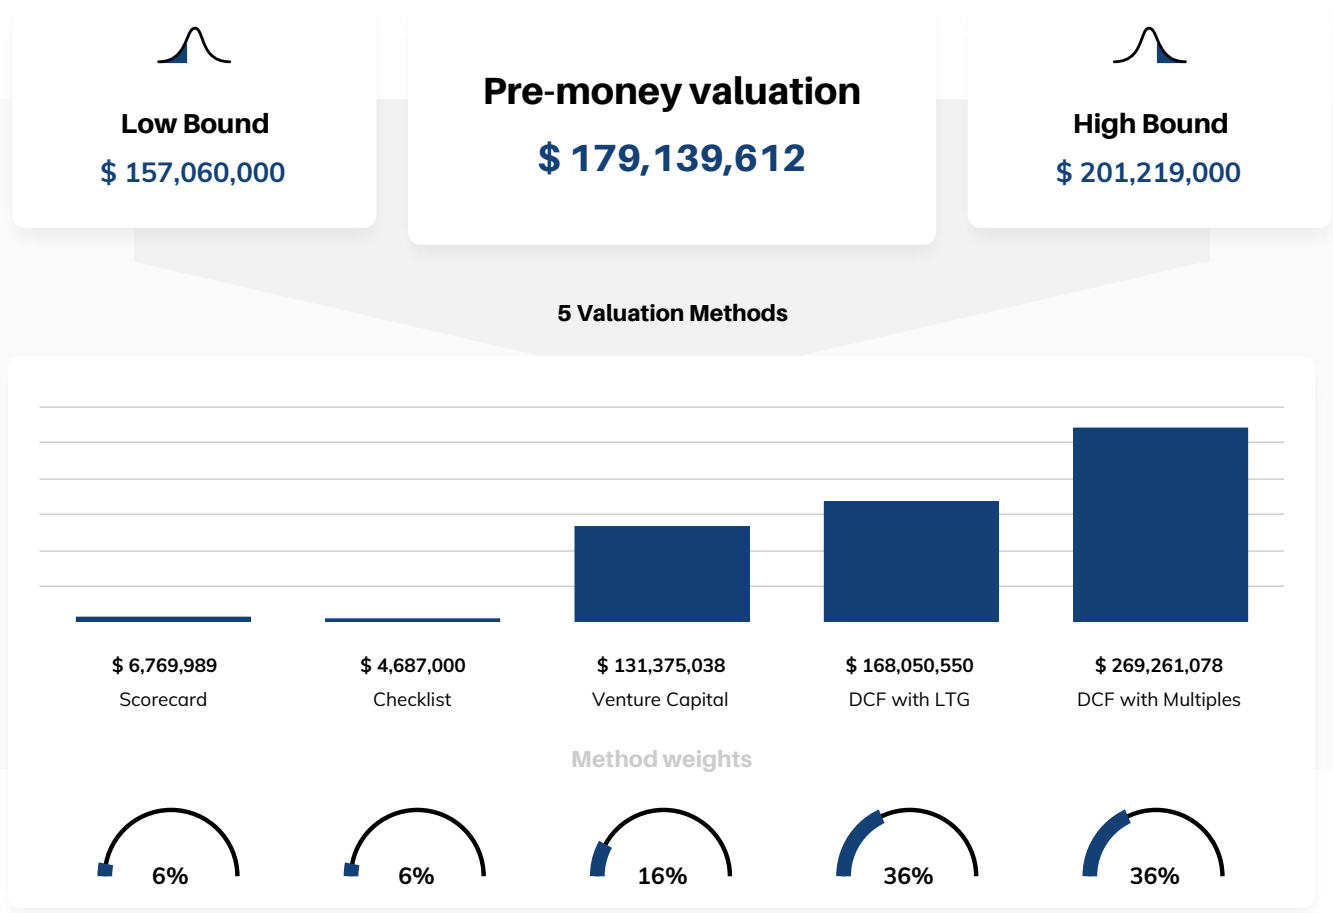 Low Bound
$ 157,060,000
Pre-money valuation
$ 179,139,612
High Bound
$ 201,219,000
5 Valuation Methods
$ 6,769,989
Scorecard
$ 4,687,000
Checklist
$ 131,375,038
Venture Capital
$ 168,050,550
DCF with LTG
$ 269,261,078
DCF with Multiples
Method weights
6%
6%
16%
36%
36%